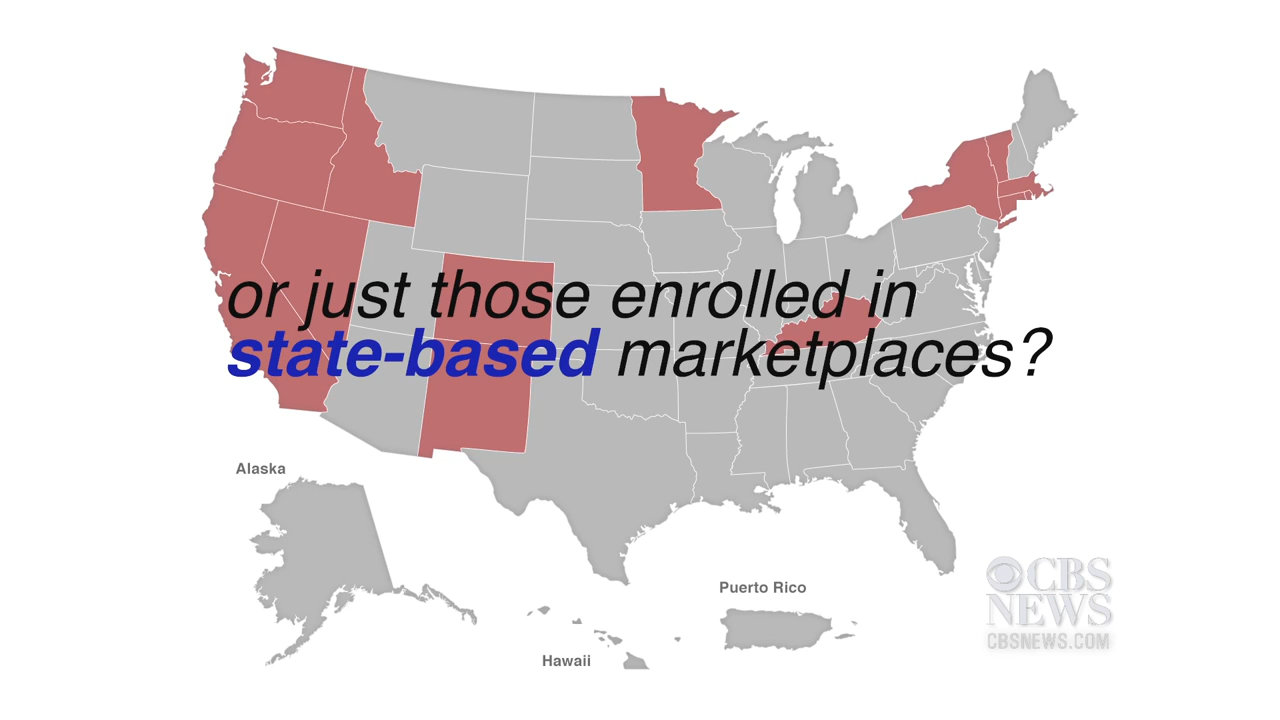 or just those enrolled in
state-based marketplaces?
Alaska
Hawaii
Puerto Rico
CBS
NEWS
CBSNEWS.COM